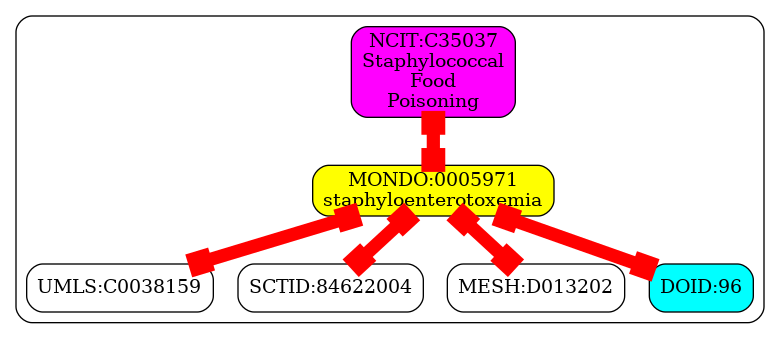 NCIT:C35037
Staphylococcal
Food
Poisoning
MONDO:0005971
staphyloenterotoxemia
UMLS:C0038159
SCTID:84622004
MESH:D013202
DOID:96